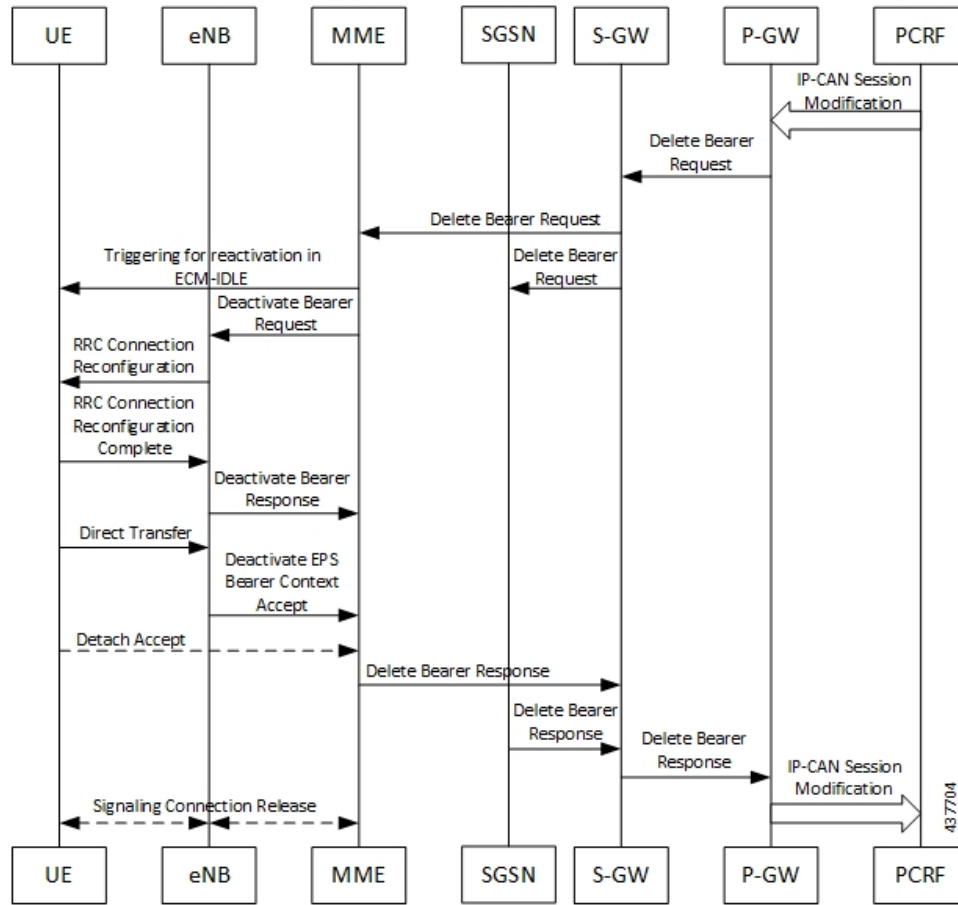 UE
eNB
MME
SGSN
S-GW
P-GW
PCRF
IP-CAN Session
Modification
Delete Bearer
Request
Delete Bearer Request
Triggering for reactivation in
ECM-IDLE
Delete Bearer
Request
Deactivate Bearer
Request
RRC Connection
Reconfiguration
RRC Connection
Reconfiguration
Complete
Deactivate Bearer
Response
Direct Transfer
Deactivate EPS
Bearer Context
Accept
Detach Accept
Delete Bearer Response
Delete Bearer
Response
Delete Bearer
Response
IP-CAN Session
Modification
Signaling Connection Release
437704
UE
eNB
MME
SGSN
S-GW
P-GW
PCRF